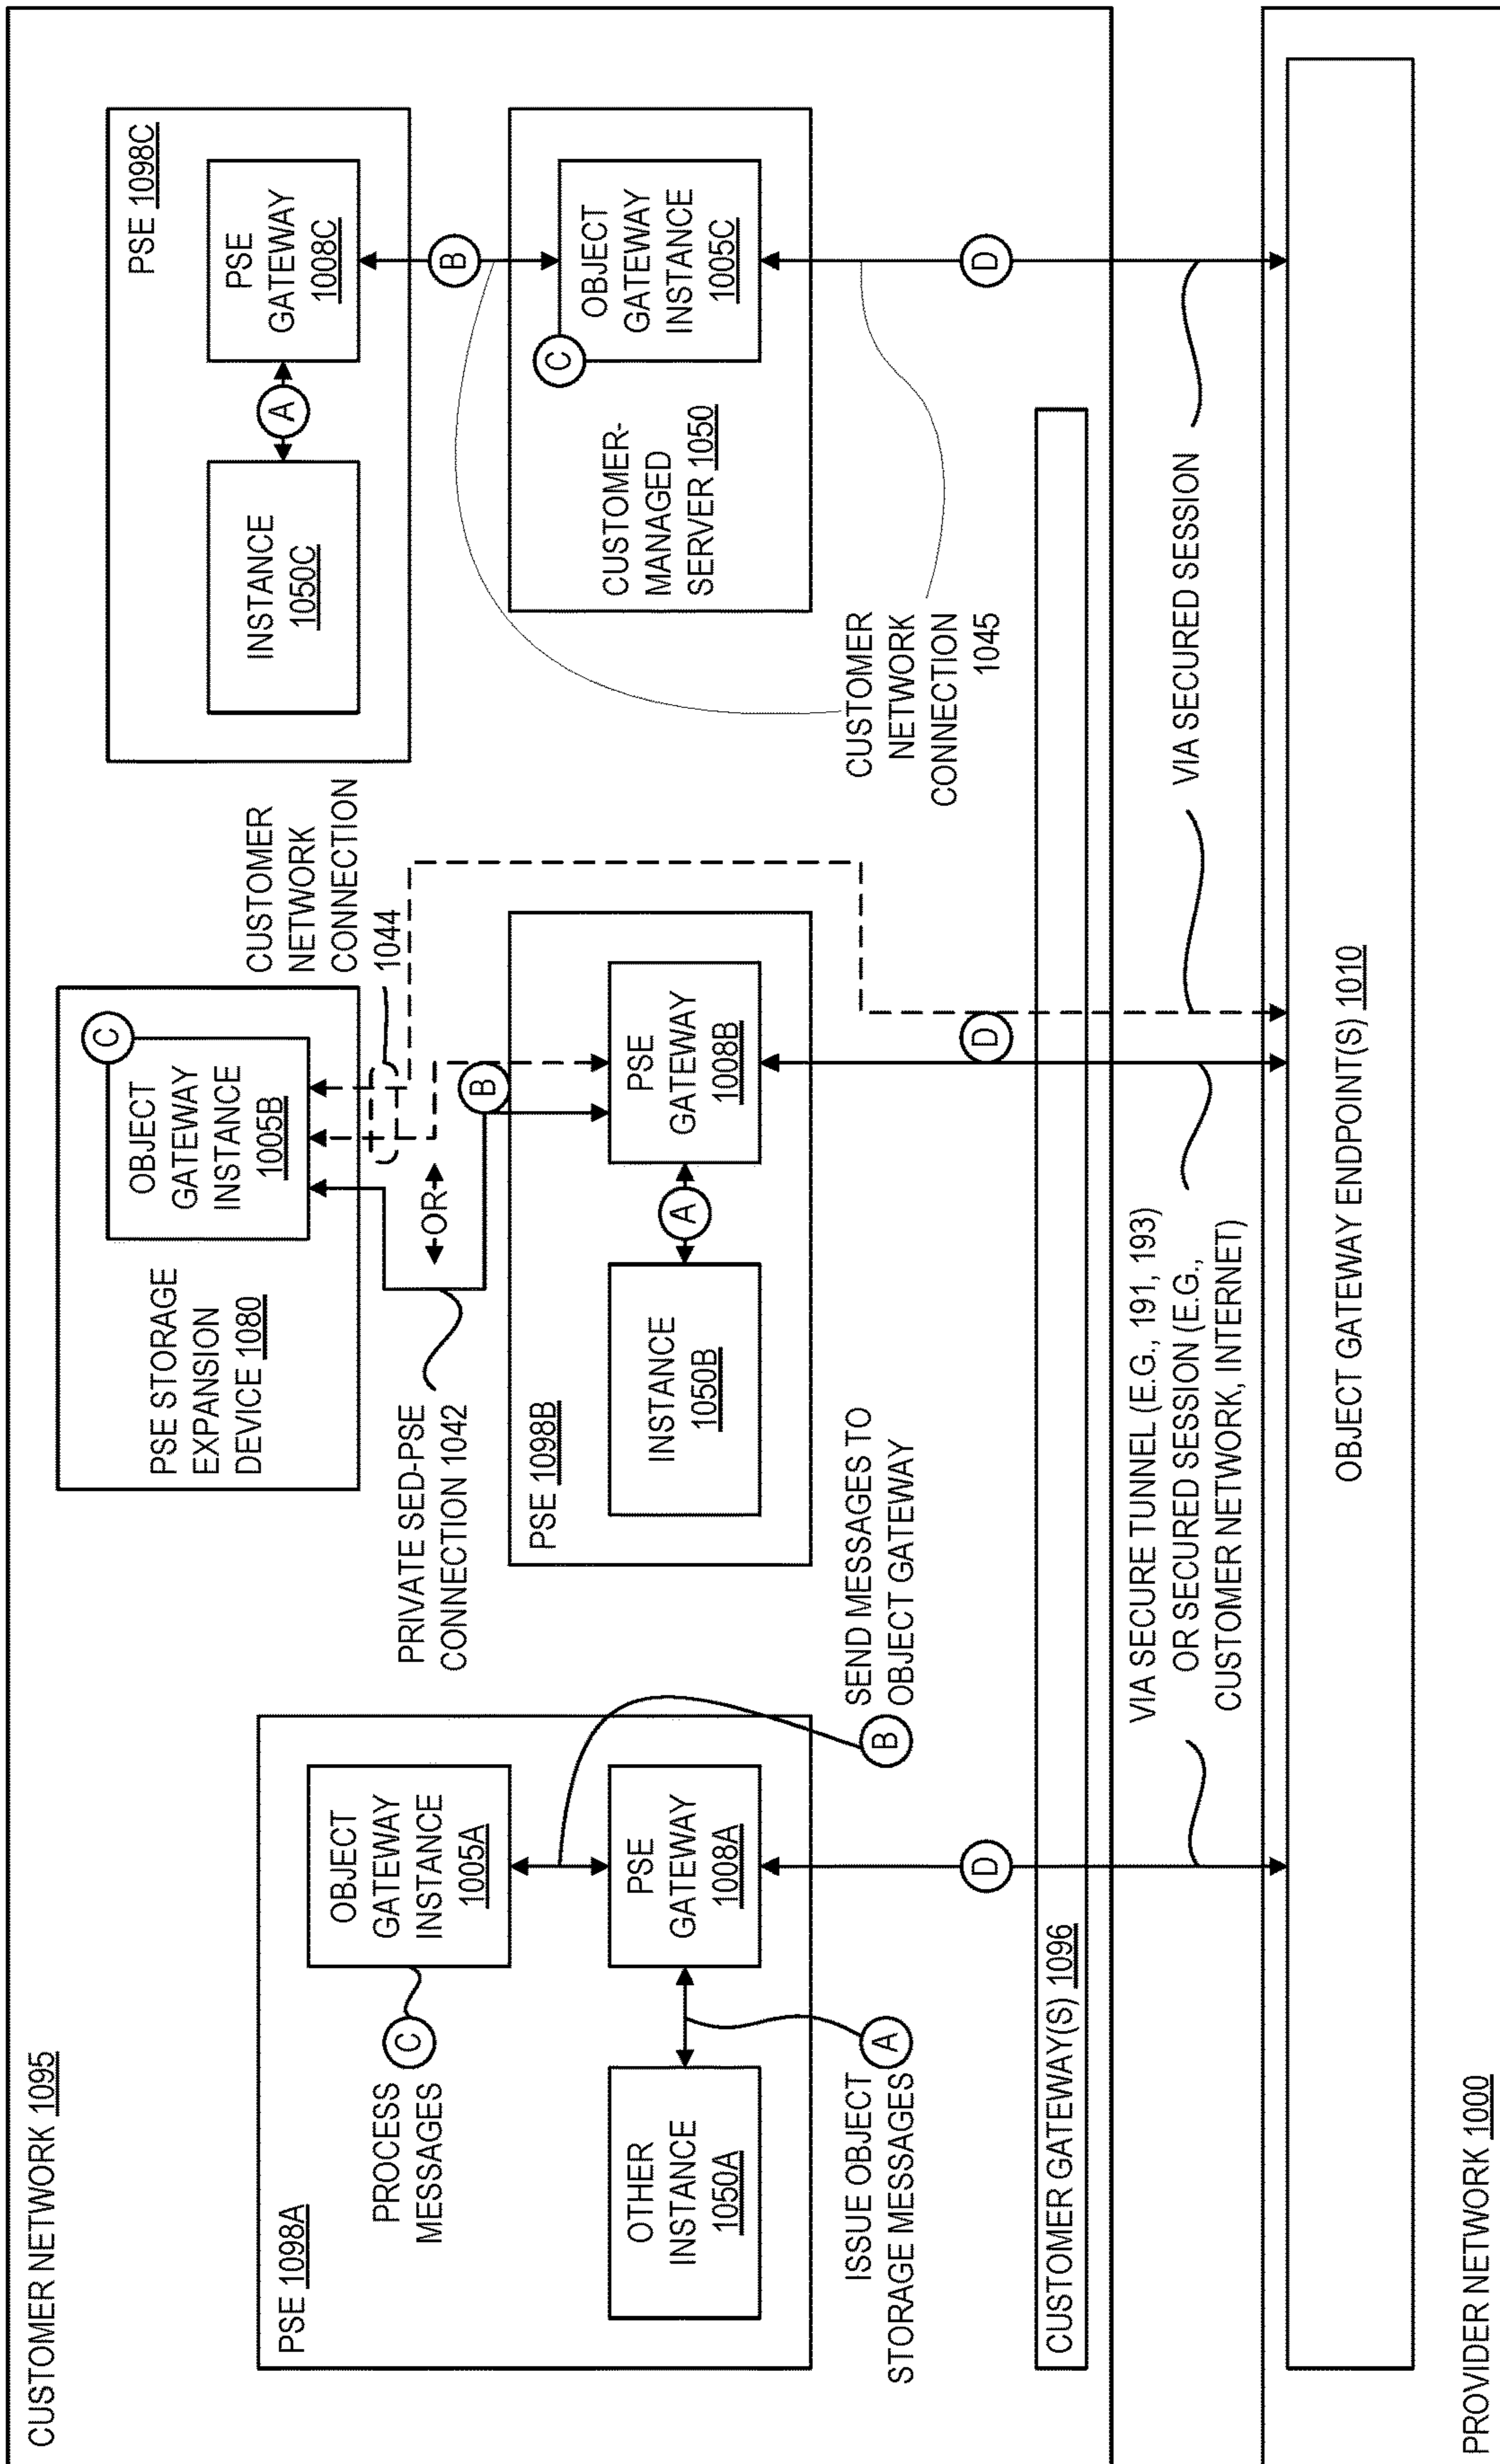 CUSTOMER NETWORK 1095
PSE 1098A
C
PROCESS
MESSAGES
OBJECT
GATEWAY
INSTANCE
1005A
OTHER
INSTANCE
1050A
PSE
GATEWAY
1008A
A
ISSUE OBJECT
STORAGE MESSAGES
B
SEND MESSAGES TO
OBJECT GATEWAY
D
PSE STORAGE
EXPANSION
DEVICE 1080
OBJECT
GATEWAY
INSTANCE
1005B
C
PRIVATE SED-PSE
CONNECTION 1042
OR
CUSTOMER
NETWORK
CONNECTION
1044
B
PSE 1098B
INSTANCE
1050B
A
PSE
GATEWAY
1008B
D
PSE 1098C
INSTANCE
1050C
A
PSE
GATEWAY
1008C
B
CUSTOMER-
MANAGED
SERVER 1050
C
OBJECT
GATEWAY
INSTANCE
1005C
CUSTOMER
NETWORK
CONNECTION
1045
D
CUSTOMER GATEWAY(S) 1096
VIA SECURE TUNNEL (E.G., 191, 193)
OR SECURED SESSION (E.G.,
CUSTOMER NETWORK, INTERNET)
VIA SECURED SESSION
OBJECT GATEWAY ENDPOINT(S) 1010
PROVIDER NETWORK 1000